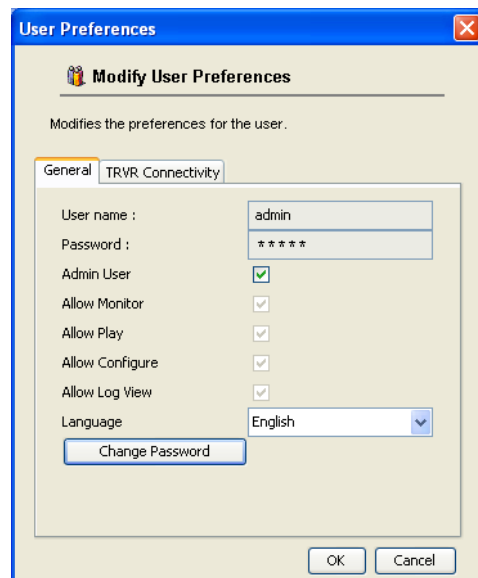 User Preferences
Modify User Preferences
Modifies the preferences for the user.
General TRVR Connectivity
User name : admin
Password : *****
Admin User
Allow Monitor
Allow Play
Allow Configure
Allow Log View
Language English
Change Password
OK Cancel